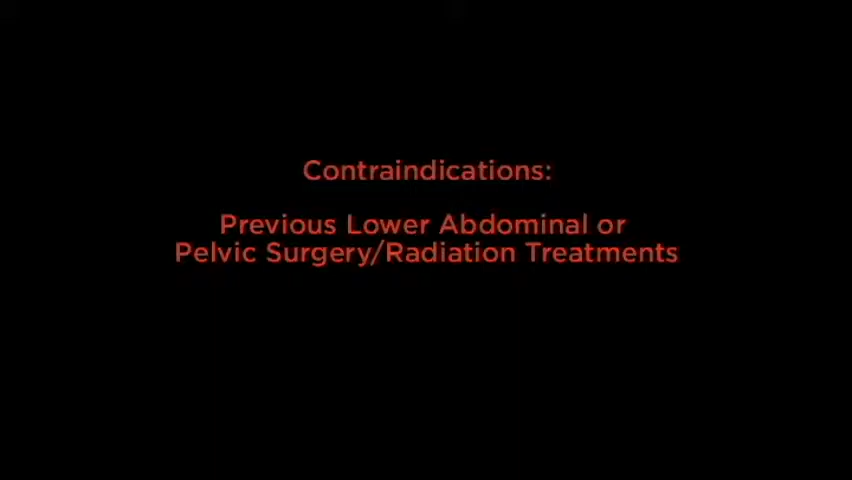 Contraindications:
Previous Lower Abdominal or
Pelvic Surgery/Radiation Treatments